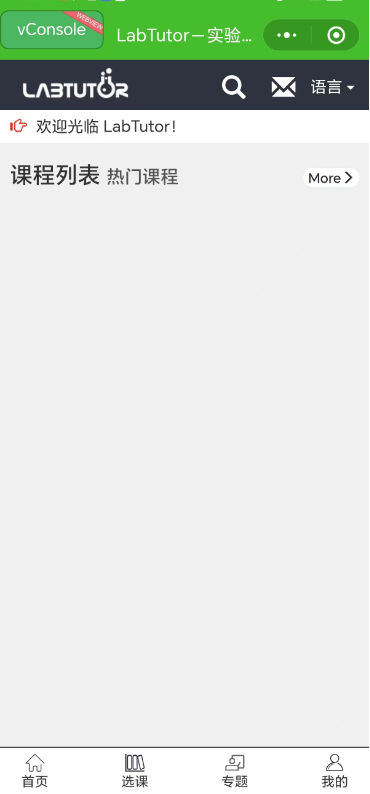 vConsole
WEBVIEW
LabTutor－实验...
LABTUTOR
语言
欢迎光临 LabTutor！
课程列表 热门课程
More
首页
选课
专题
我的